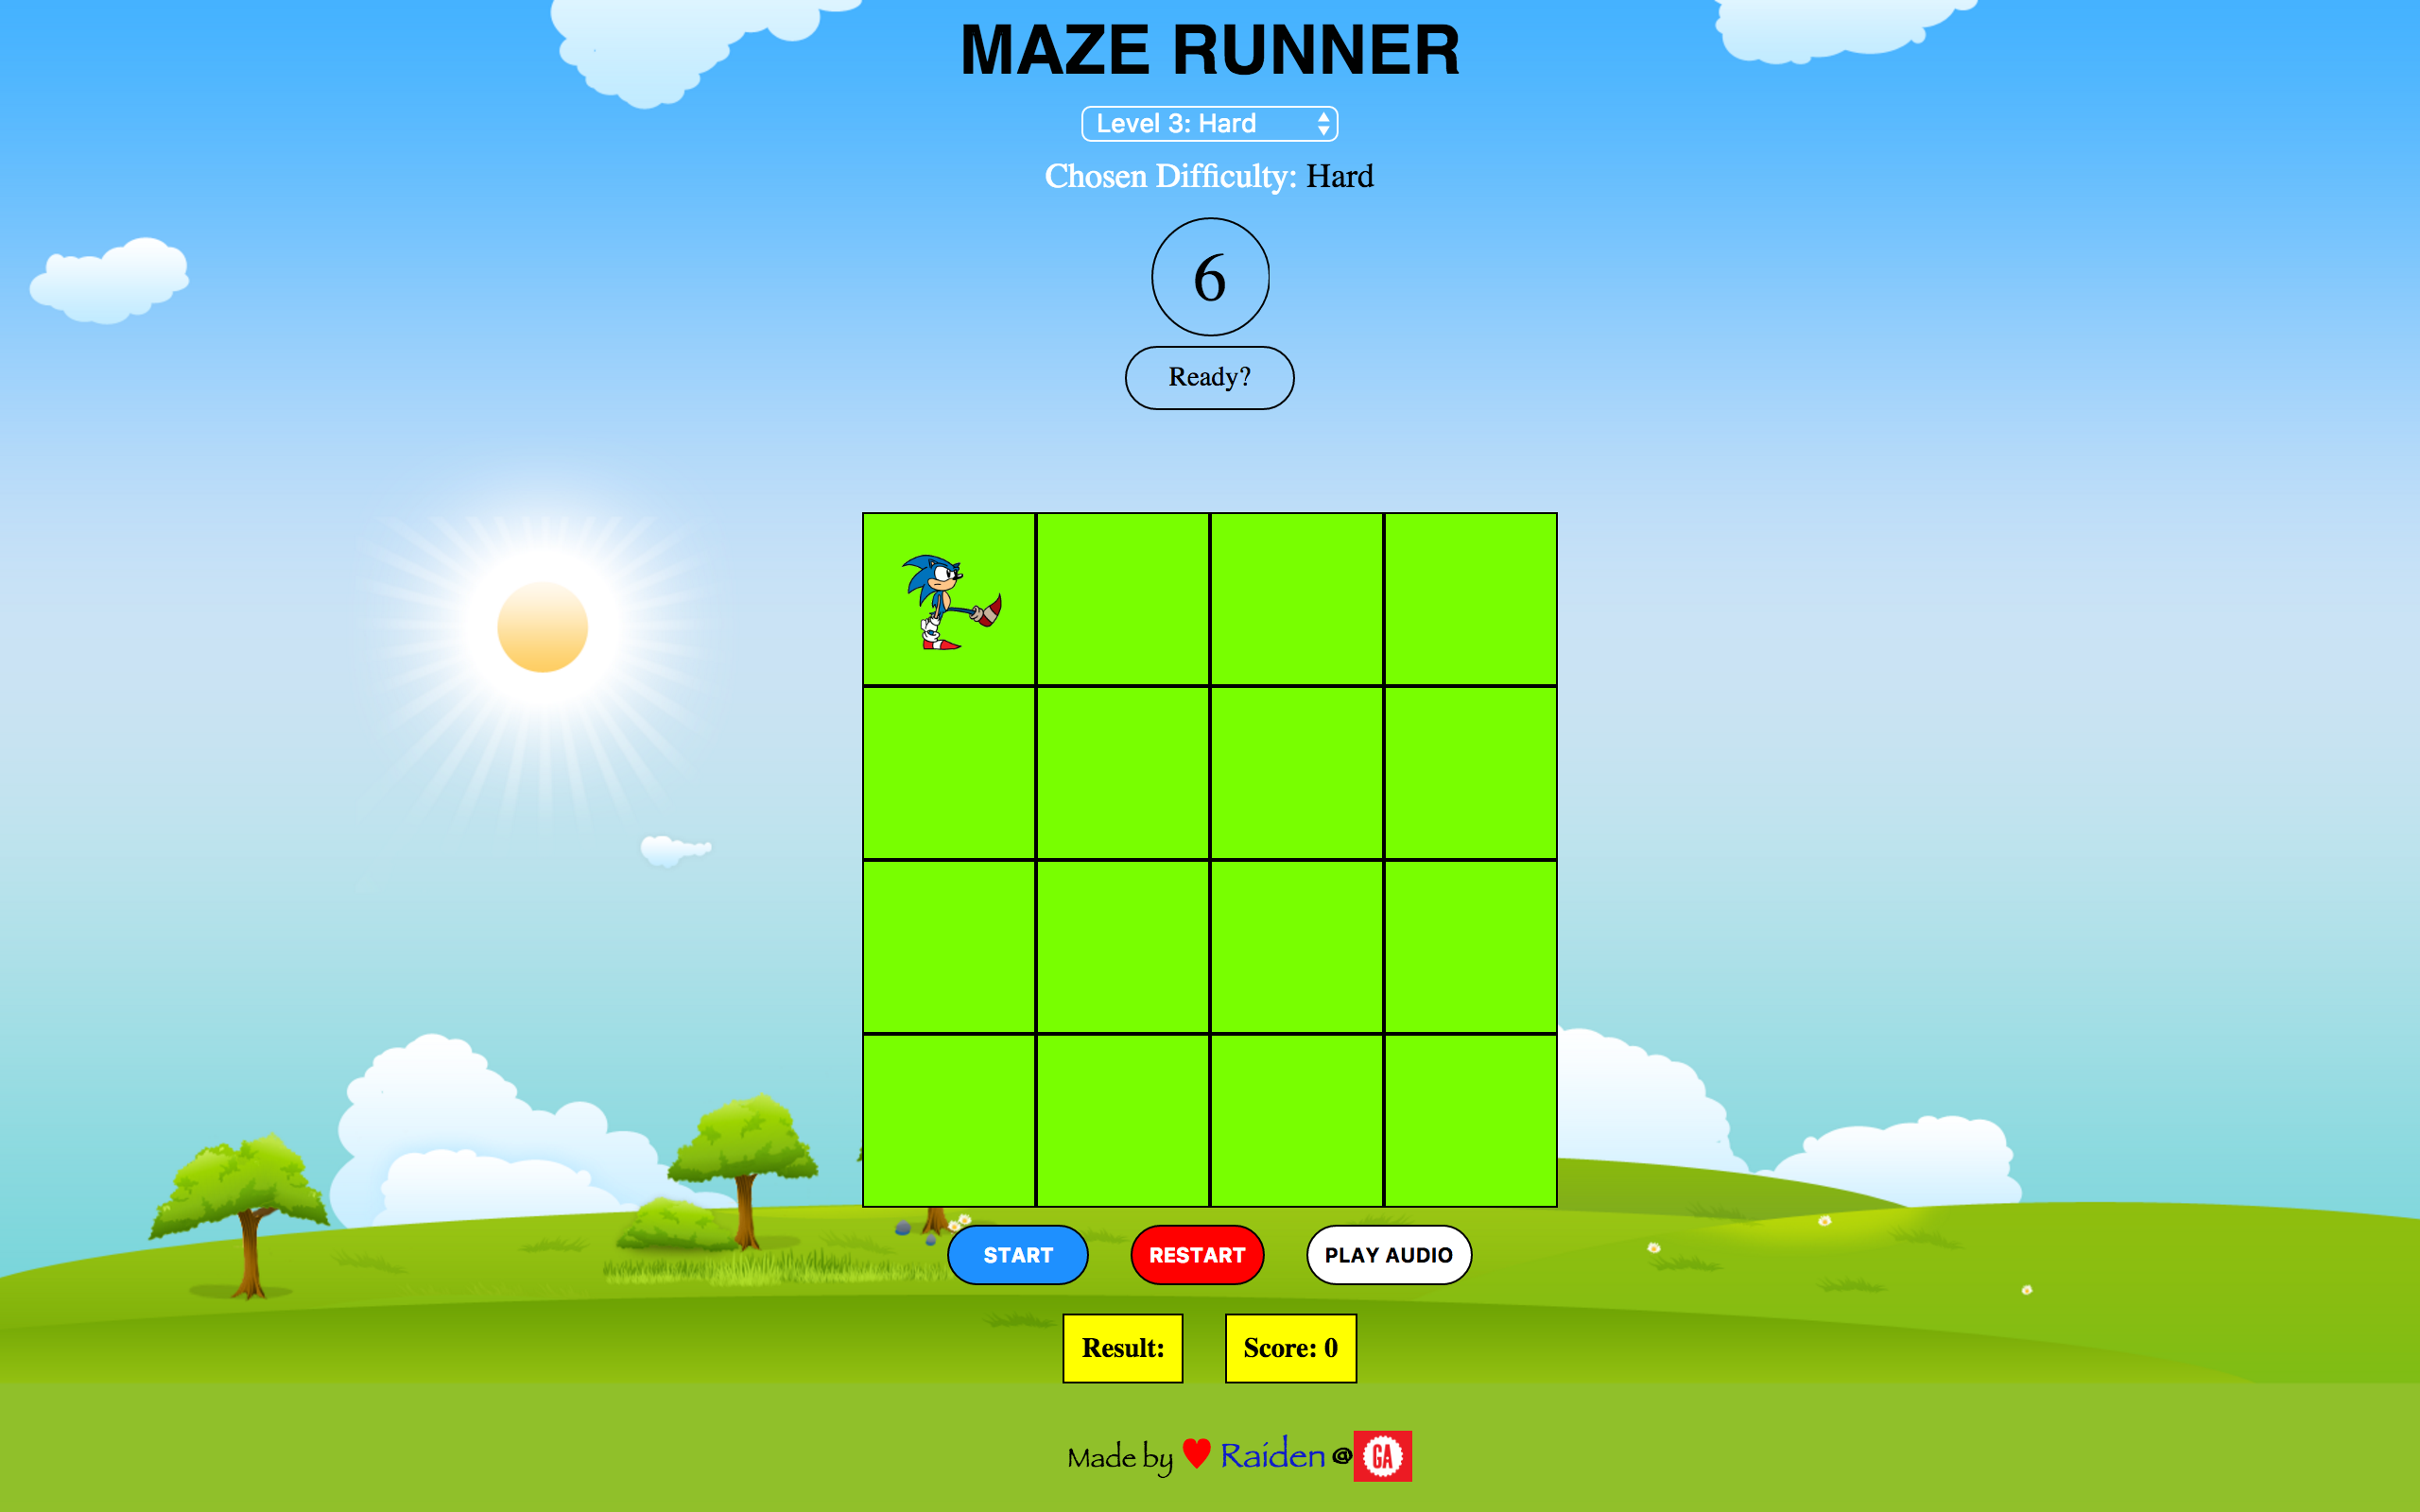 MAZE RUNNER
Level 3: Hard
Chosen Difficulty: Hard
6
Ready?
START RESTART PLAY AUDIO
Result: Score: 0
Made by ♥ Raiden @ GA